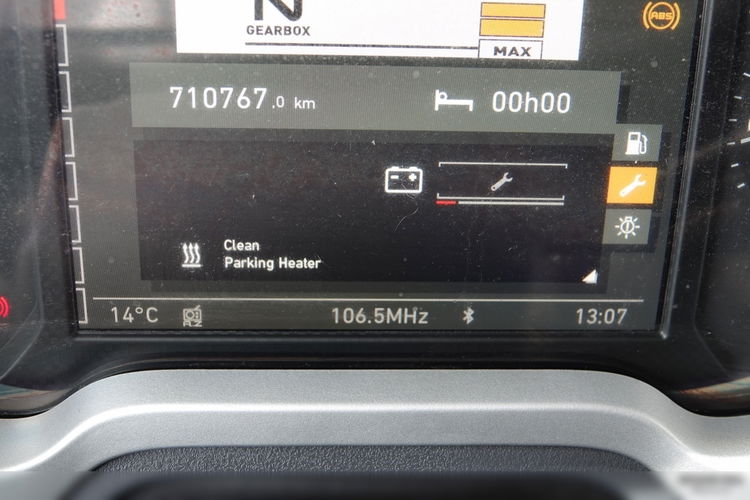 N
GEARBOX
MAX
ABS
710767.0 km
00h00
Clean
Parking Heater
14°C
106.5MHz
13:07